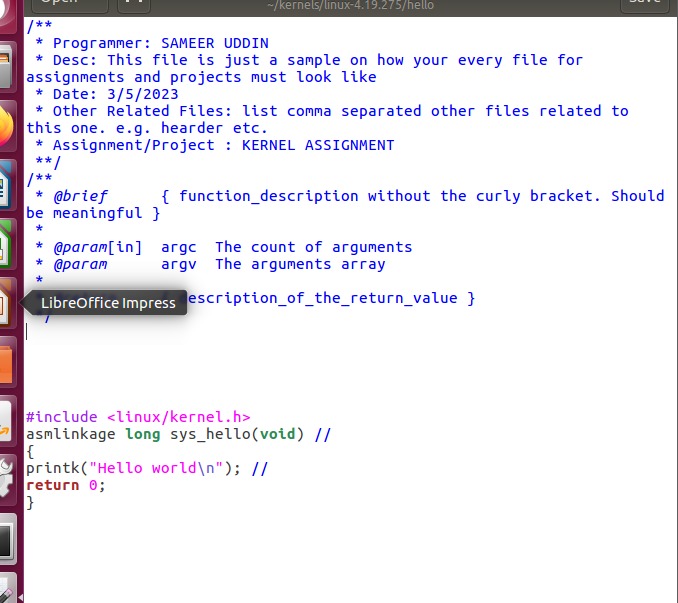 Open
~/kernels/linux-4.19.275/hello
Save
/**
* Programmer: SAMEER UDDIN
* Desc: This file is just a sample on how your every file for
assignments and projects must look like
* Date: 3/5/2023
* Other Related Files: list comma separated other files related to
this one. e.g. hearder etc.
* Assignment/Project : KERNEL ASSIGNMENT
**/
/**
* @brief      { function_description without the curly bracket. Should
be meaningful }
*
* @param[in]  argc  The count of arguments
* @param      argv  The arguments array
*
description_of_the_return_value }
LibreOffice Impress
*/
#include <linux/kernel.h>
asmlinkage long sys_hello(void) //
{
printk("Hello world\n"); //
return 0;
}